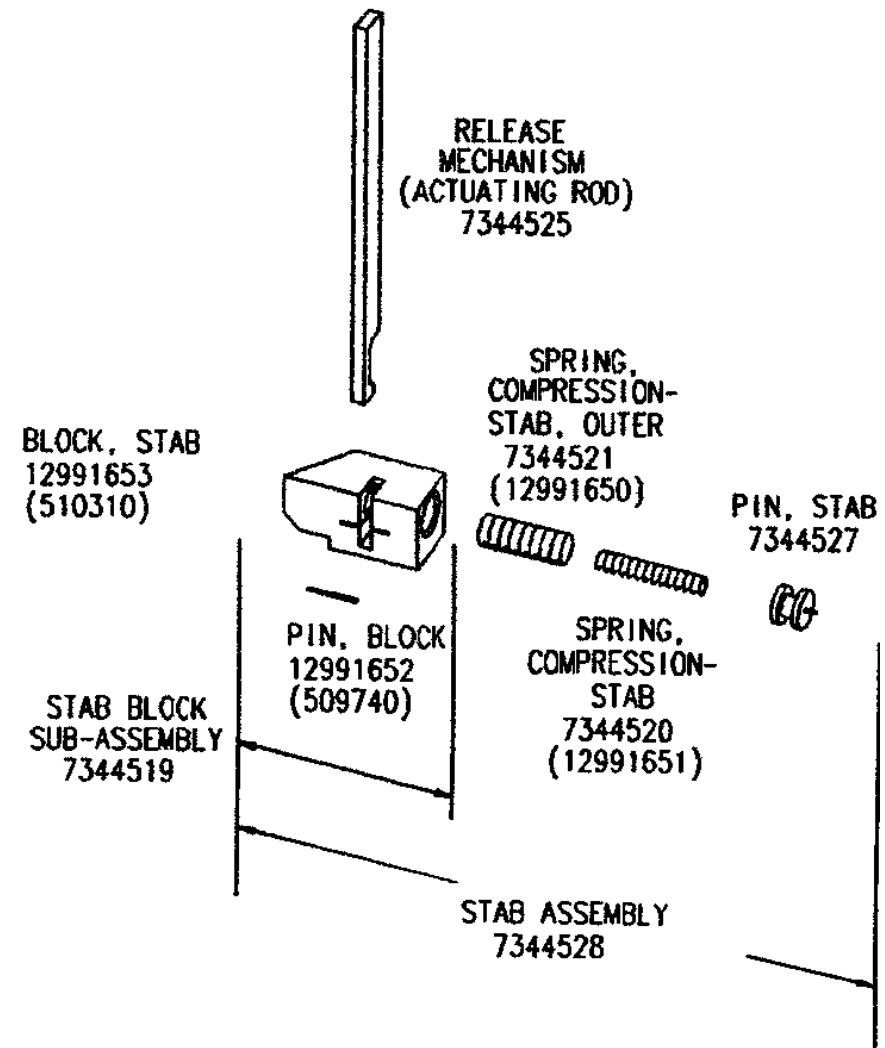 RELEASE
MECHANISM
(ACTUATING ROD)
7344525
SPRING,
COMPRESSION-
STAB, OUTER
7344521
(12991650)
BLOCK, STAB
12991653
(510310)
PIN, STAB
7344527
PIN, BLOCK
12991652
(509740)
SPRING,
COMPRESSION-
STAB
7344520
(12991651)
STAB BLOCK
SUB-ASSEMBLY
7344519
STAB ASSEMBLY
7344528